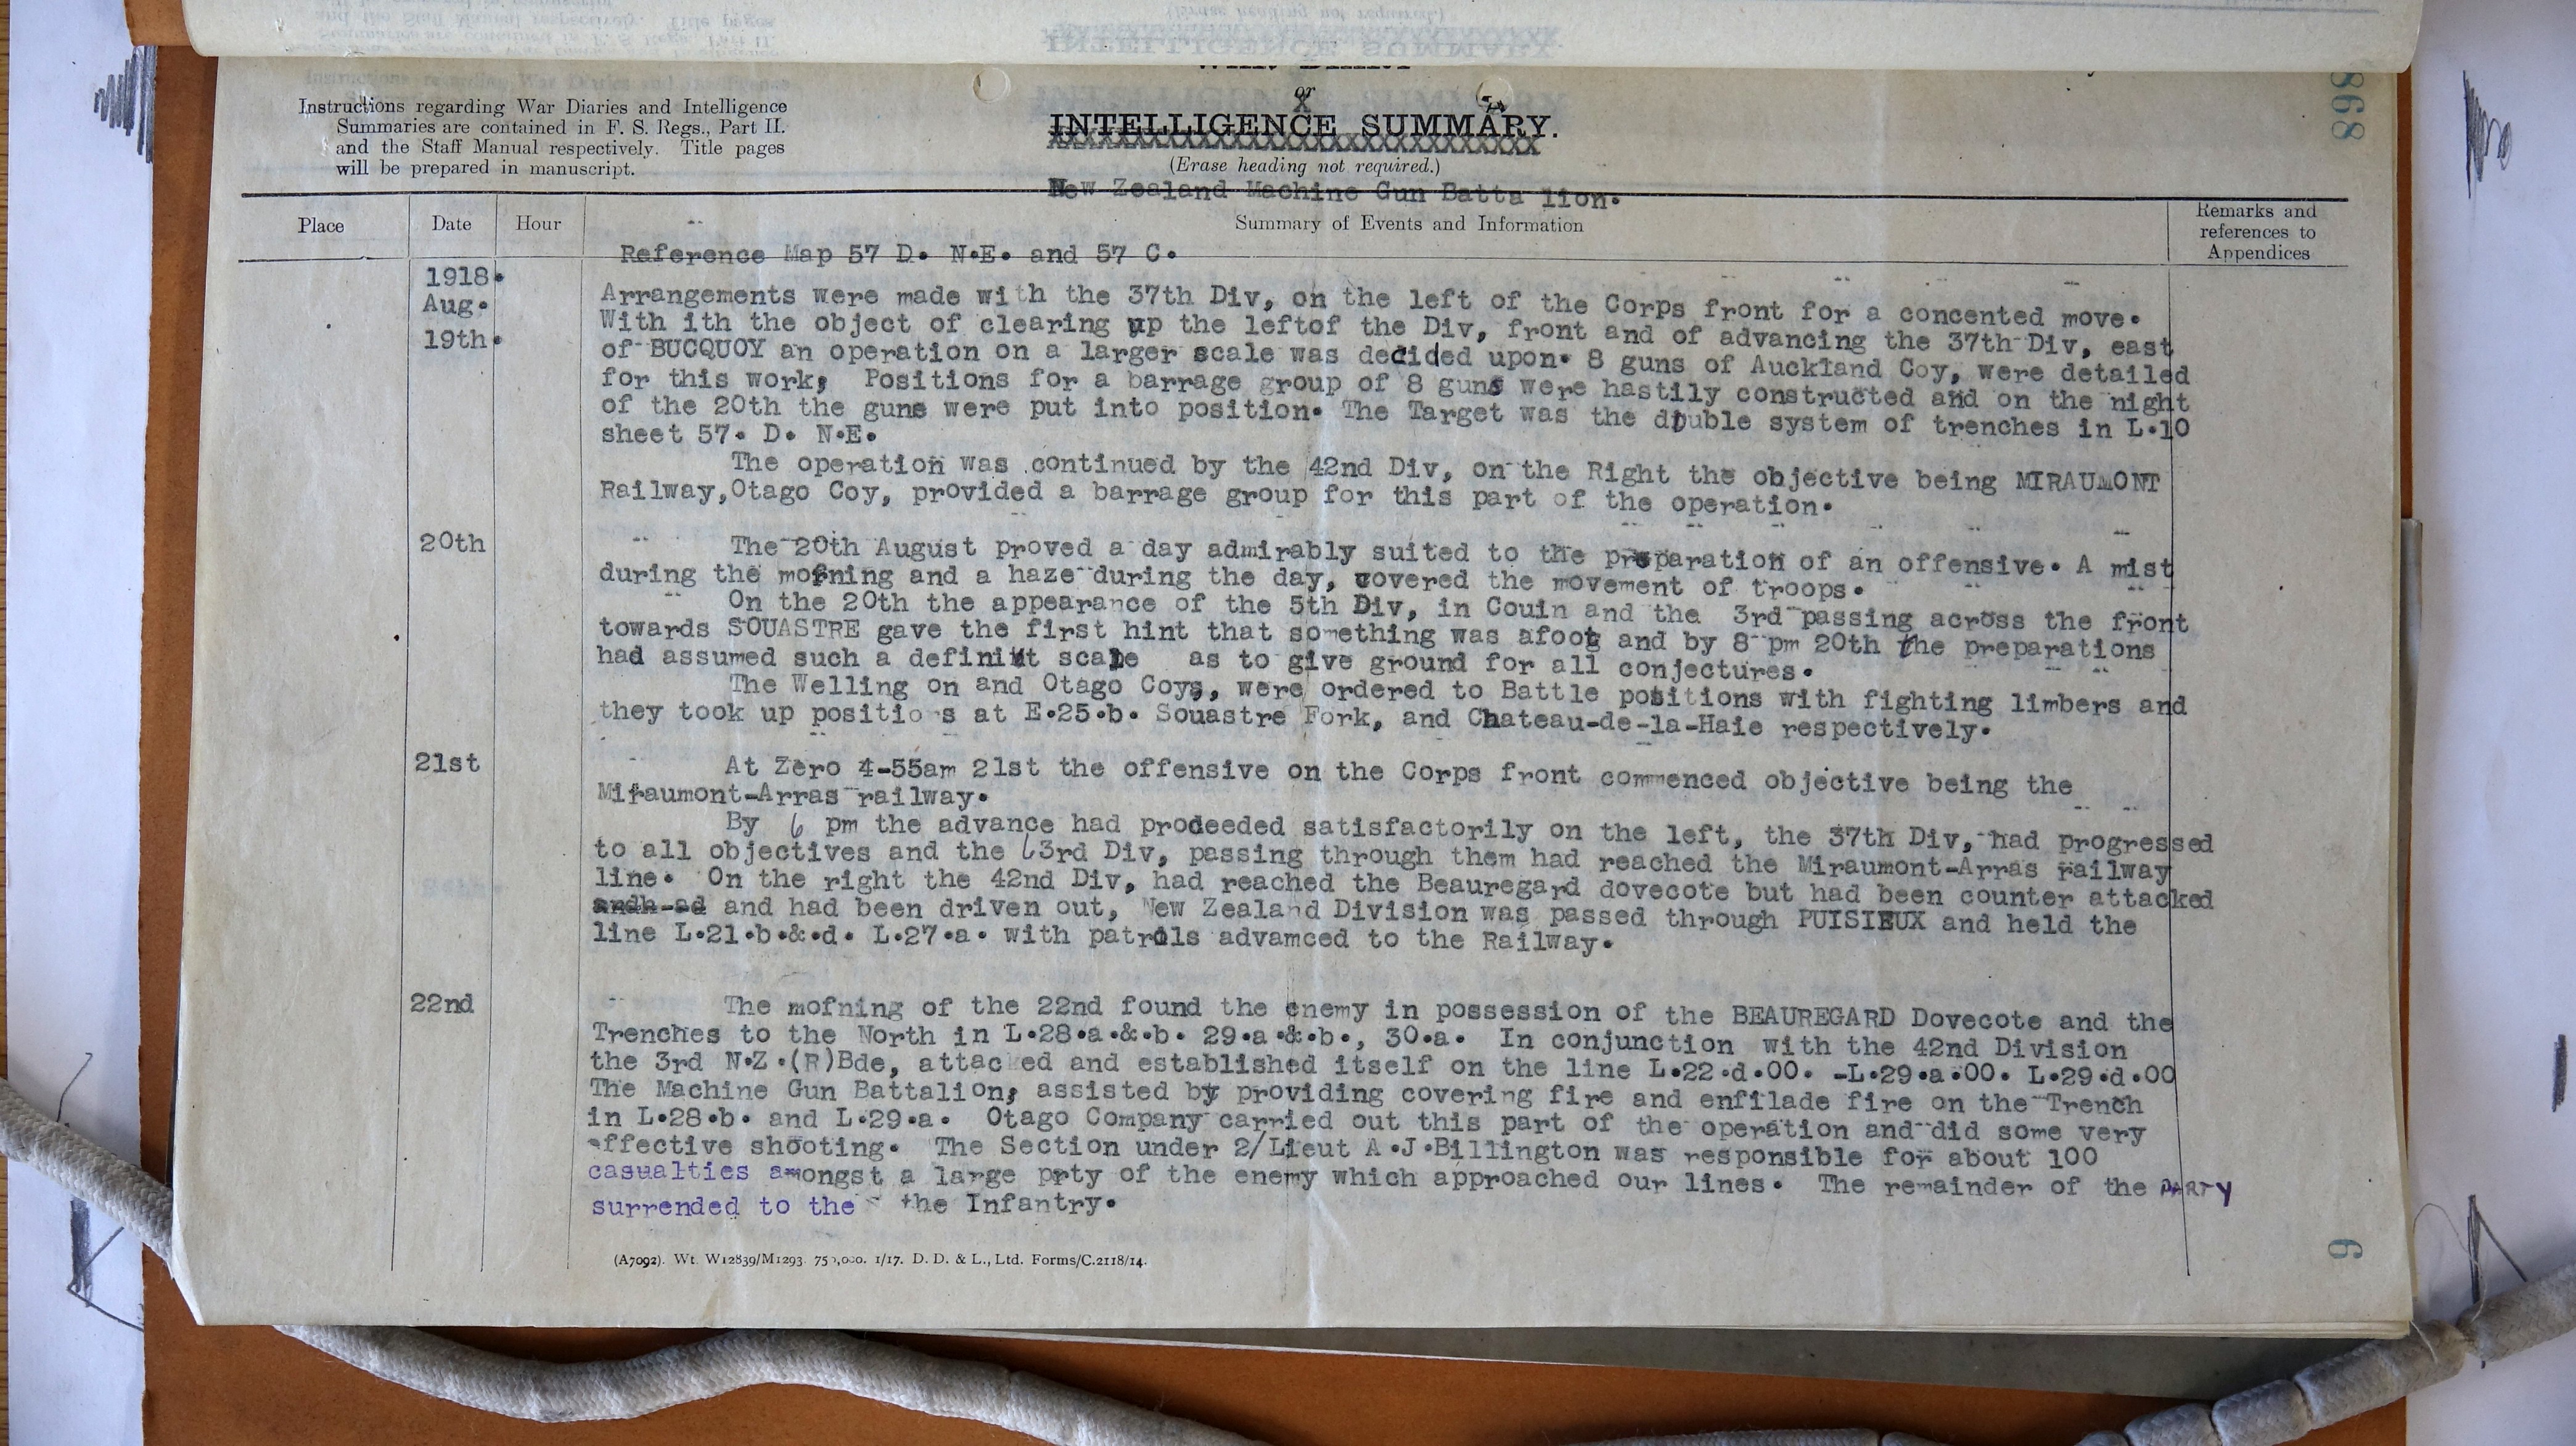 Instructions regarding War Diaries and Intelligence
Summaries are contained in F. S. Regs., Part II.
and the Staff Manual respectively. Title pages
will be prepared in manuscript.
or
INTELLIGENCE SUMMARY.
(Erase heading not required.)
New Zealand Machine Gun Batta lion.
868
Place
Date
Hour
Summary of Events and Information
Remarks and
references to
Appendices
Reference Map 57 D. N.E. and 57 C.
1918.
Aug.
19th.
Arrangements were made with the 37th Div, on the left of the Corps front for a concented move.
With ith the object of clearing up the leftof the Div, front and of advancing the 37th Div, east
of BUCQUOY an operation on a larger scale was decided upon. 8 guns of Auckland Coy, were detailed
for this work, Positions for a barrage group of 8 guns were hastily constructed and on the night
of the 20th the guns were put into position. The Target was the double system of trenches in L.10
sheet 57. D. N.E.
The operation was continued by the 42nd Div, on the Right the objective being MIRAUMONT
Railway,Otago Coy, provided a barrage group for this part of the operation.
20th
The 20th August proved a day admirably suited to the preparation of an offensive. A mist
during the morning and a haze during the day, covered the movement of troops.
On the 20th the appearance of the 5th Div, in Couin and the 3rd passing across the front
towards SOUASTRE gave the first hint that something was afoot and by 8 pm 20th the preparations
had assumed such a definit scale as to give ground for all conjectures.
The Welling on and Otago Coys, were ordered to Battle positions with fighting limbers and
they took up positio s at E.25.b. Souastre Fork, and Chateau-de-la-Haie respectively.
21st
At Zero 4-55am 21st the offensive on the Corps front commenced objective being the
Miraumont-Arras railway.
By 6 pm the advance had prodeeded satisfactorily on the left, the 37th Div, had progressed
to all objectives and the 63rd Div, passing through them had reached the Miraumont-Arras railway
line. On the right the 42nd Div, had reached the Beauregard dovecote but had been counter attacked
andh-ad and had been driven out, New Zealand Division was passed through PUISIEUX and held the
line L.21.b.&.d. L.27.a. with patrols advamced to the Railway.
22nd
The mofning of the 22nd found the enemy in possession of the BEAUREGARD Dovecote and the
Trenches to the North in L.28.a.&.b. 29.a.&.b., 30.a. In conjunction with the 42nd Division
the 3rd N.Z.(R)Bde, attacked and established itself on the line L.22.d.00. -L.29.a.00. L.29.d.00
The Machine Gun Battalion, assisted by providing covering fire and enfilade fire on the Trench
in L.28.b. and L.29.a. Otago Company carried out this part of the operation and did some very
effective shooting. The Section under 2/Lieut A.J.Billington was responsible for about 100
casualties amongst a large prty of the enemy which approached our lines. The remainder of the PARTY
surrended to the the Infantry.
(A7092). Wt. W12839/M1293. 750,000. 1/17. D. D. & L., Ltd. Forms/C.2118/14.
6